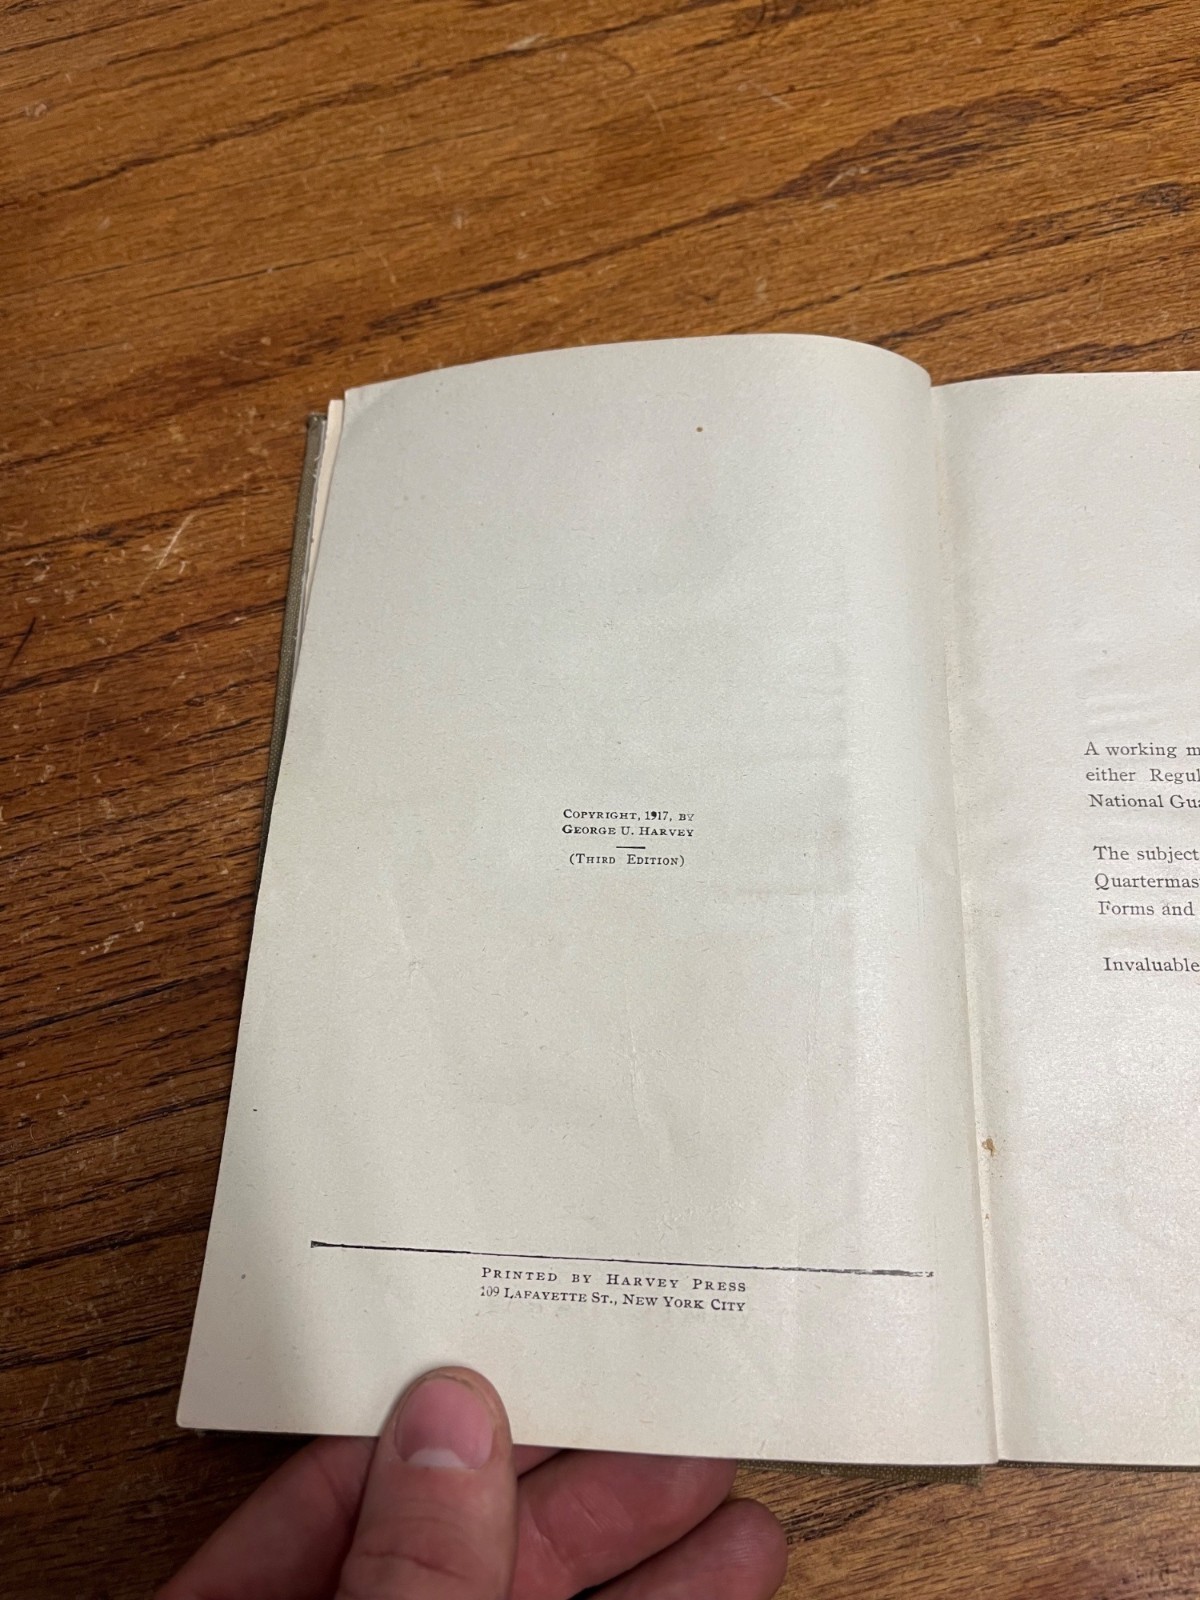 COPYRIGHT, 1917, BY
GEORGE U. HARVEY
(THIRD EDITION)
PRINTED BY HARVEY PRESS
109 LAFAYETTE ST., NEW YORK CITY
A working m
either Regul
National Gua
The subject
Quartermas
Forms and
Invaluable